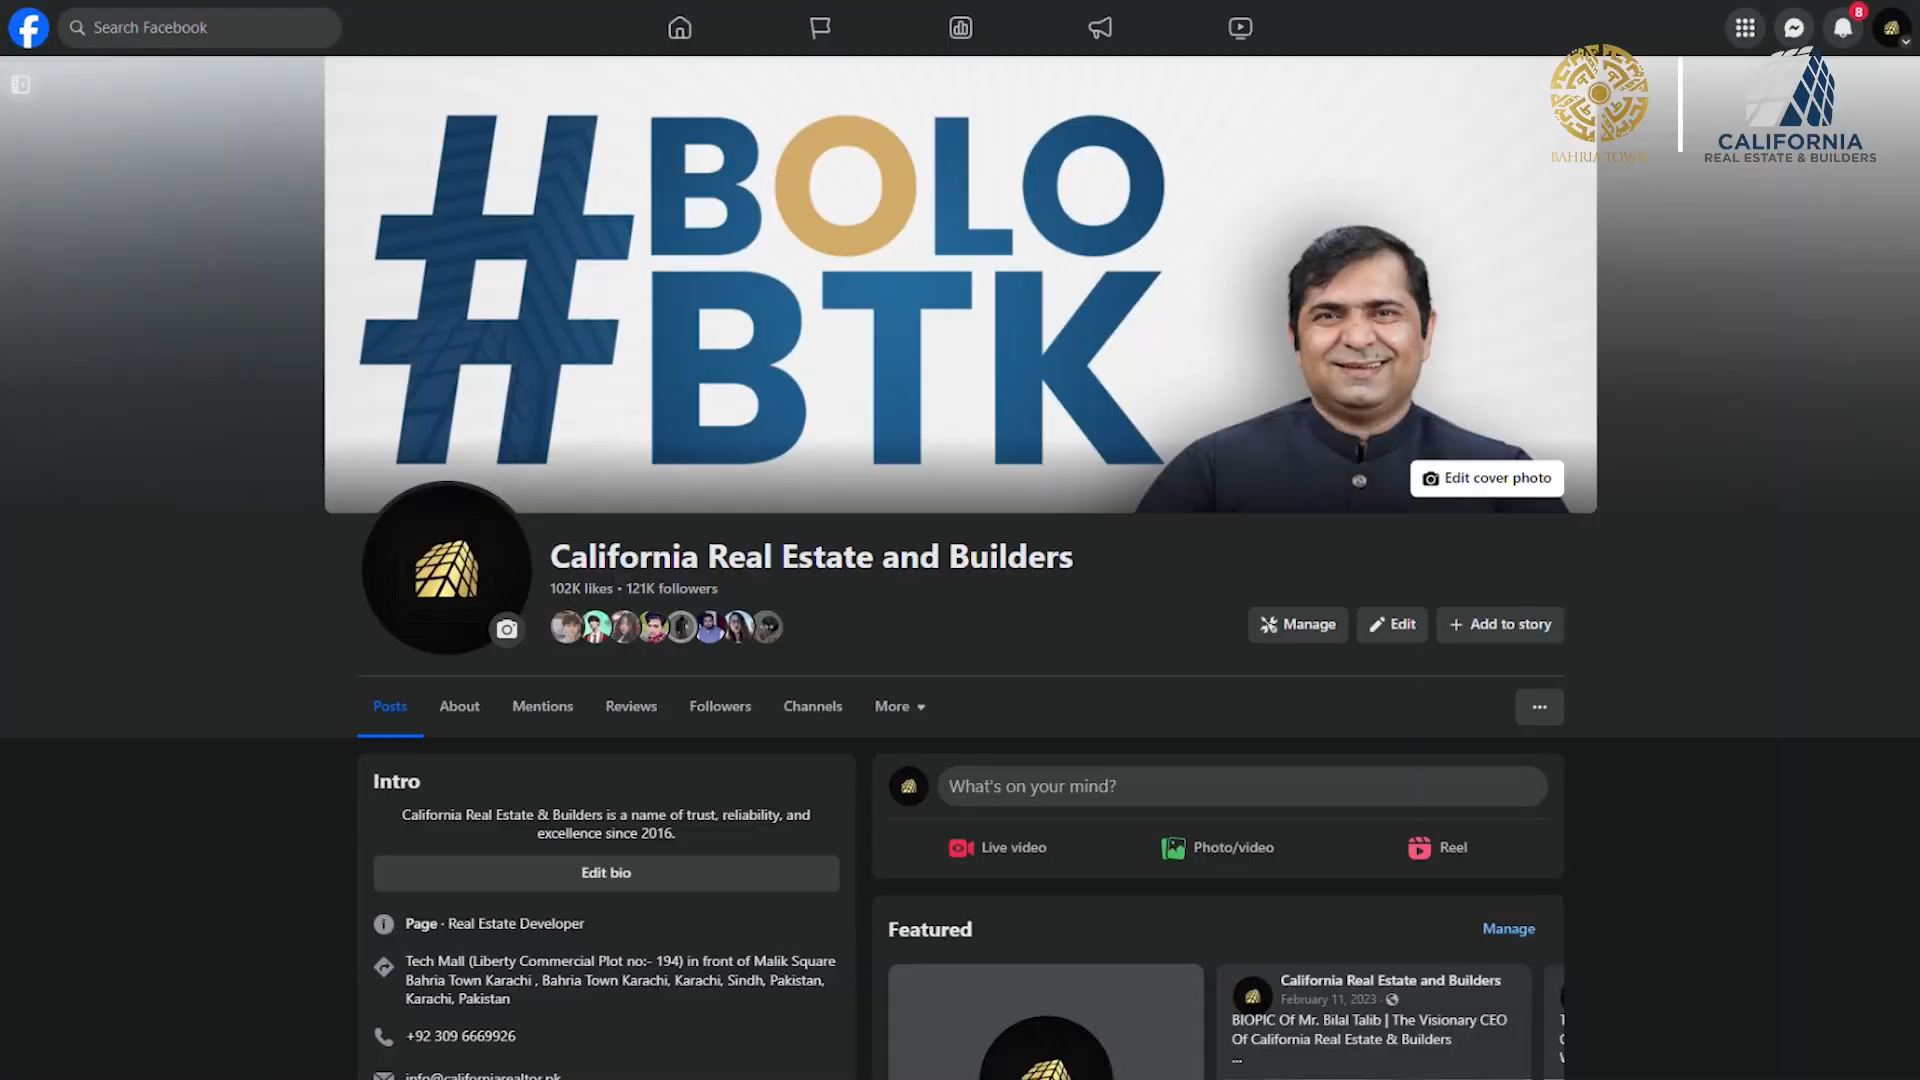 Search Facebook
8
BAHRIA TOWN
CALIFORNIA
REAL ESTATE & BUILDERS
#BOLO
BTK
Edit cover photo
California Real Estate and Builders
102K likes • 121K followers
Manage
Edit
+ Add to story
Posts
About
Mentions
Reviews
Followers
Channels
More
Intro
California Real Estate & Builders is a name of trust, reliability, and
excellence since 2016.
Edit bio
Page · Real Estate Developer
Tech Mall (Liberty Commercial Plot no:- 194) in front of Malik Square
Bahria Town Karachi , Bahria Town Karachi, Karachi, Sindh, Pakistan,
Karachi, Pakistan
+92 309 6669926
info@californiarealtor.pk
What's on your mind?
Live video
Photo/video
Reel
Featured
Manage
California Real Estate and Builders
February 11, 2023 ·
BIOPIC Of Mr. Bilal Talib | The Visionary CEO
Of California Real Estate & Builders
...